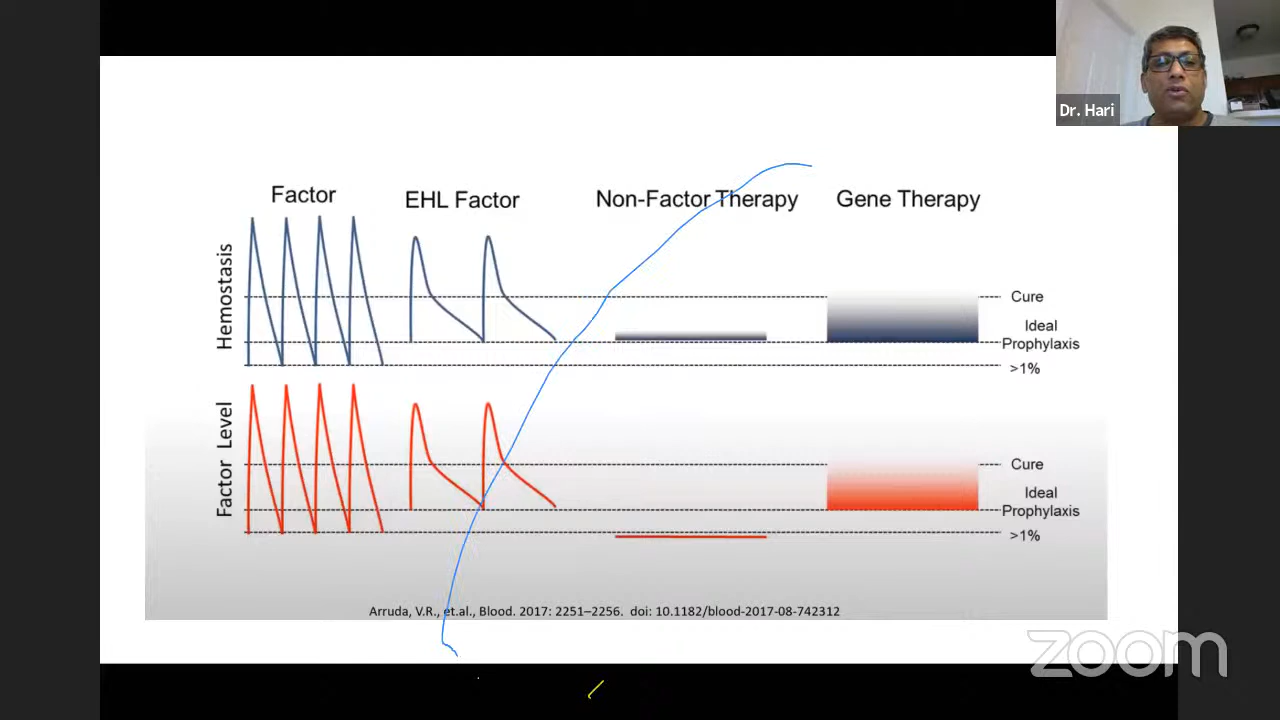 Dr. Hari
Factor
EHL Factor
Non-Factor Therapy
Gene Therapy
Hemostasis
Cure
Ideal
Prophylaxis
>1%
Factor Level
Cure
Ideal
Prophylaxis
>1%
Arruda, V.R., et.al., Blood. 2017: 2251–2256. doi: 10.1182/blood-2017-08-742312
zoom